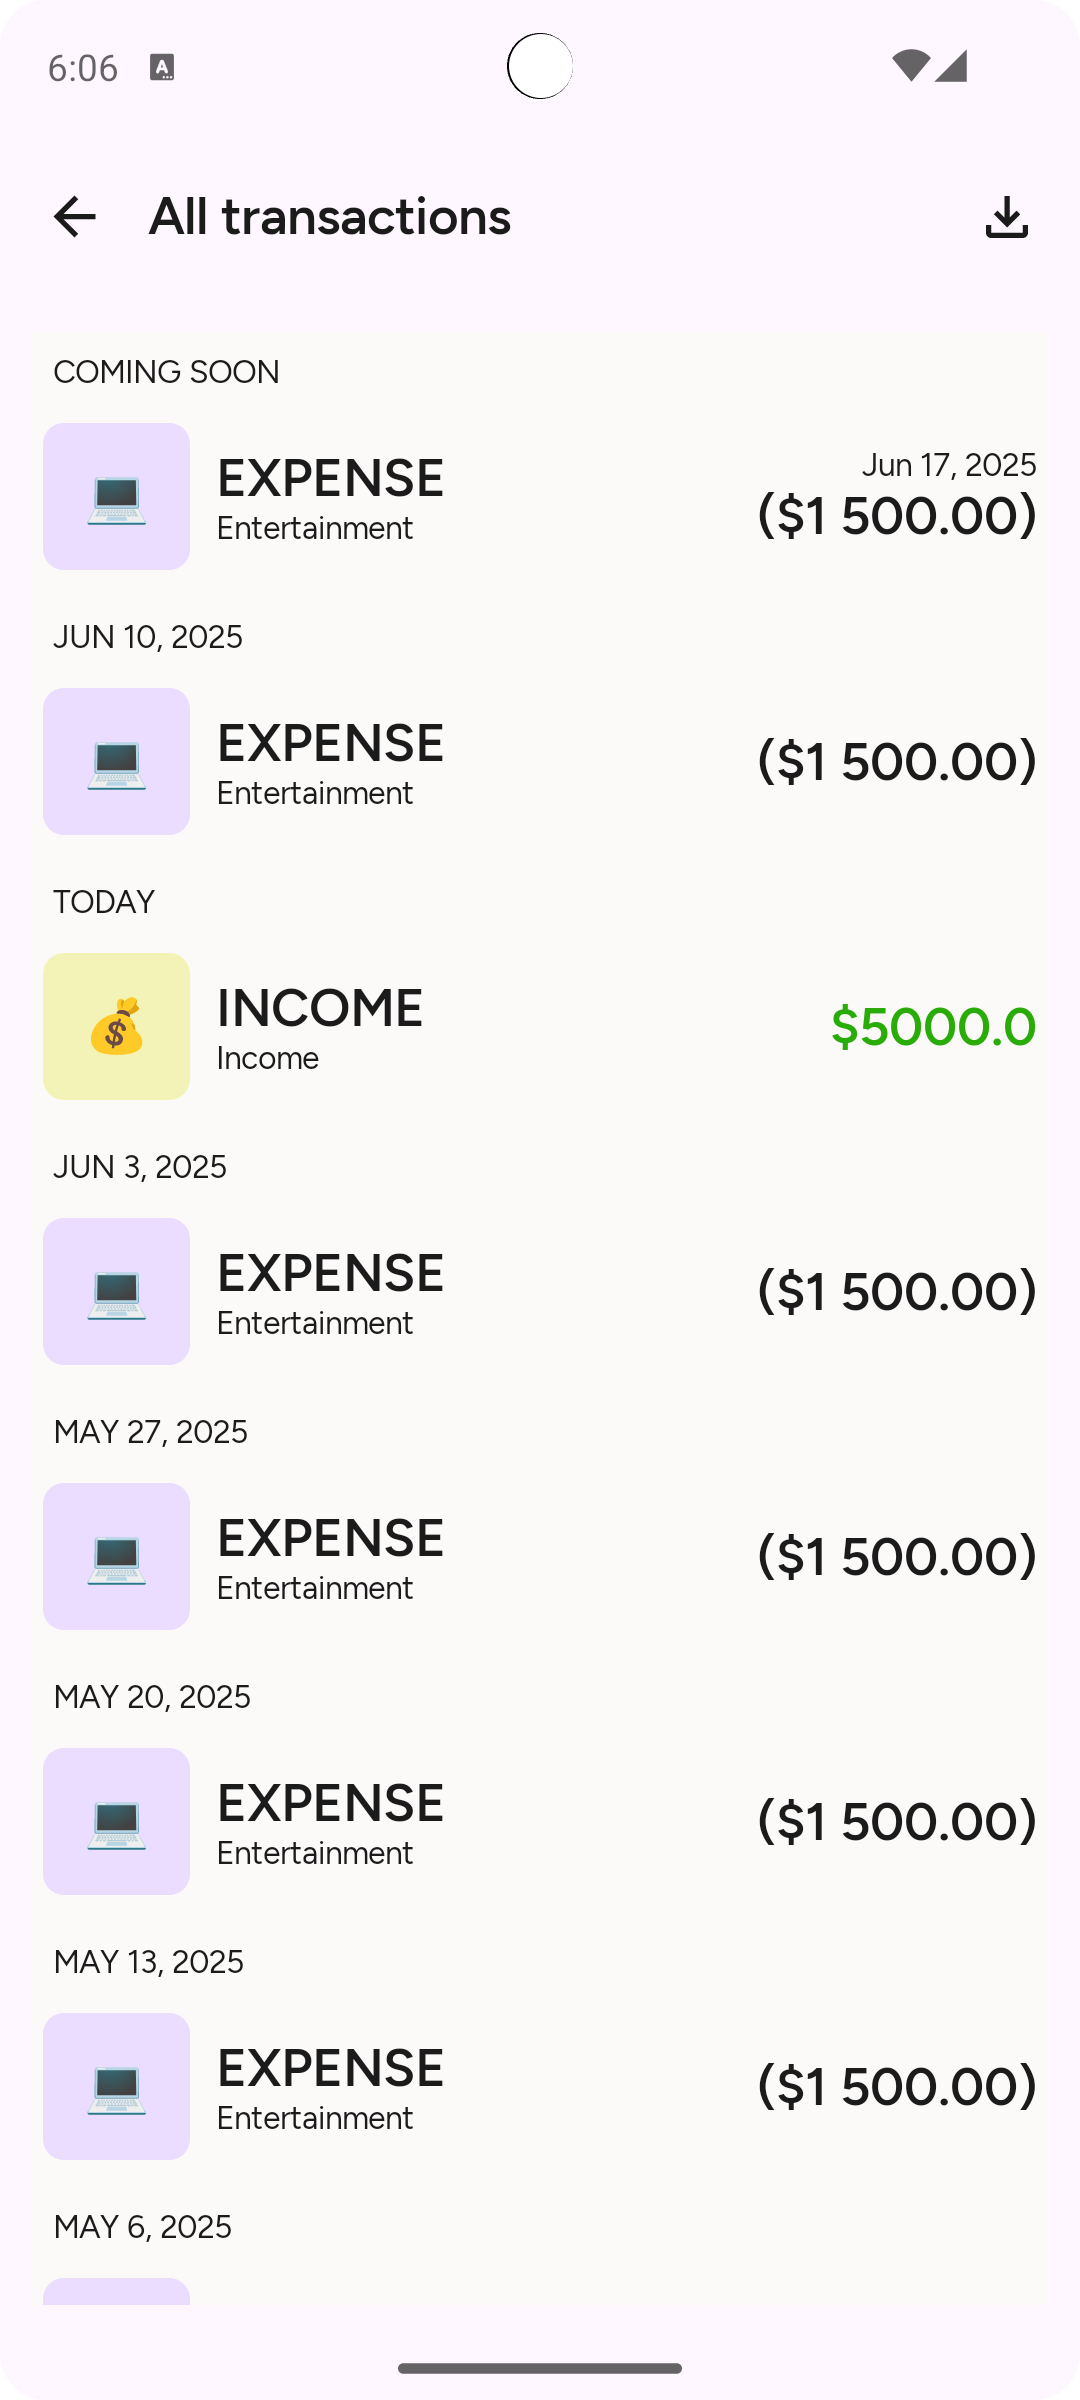 6:06
All transactions
COMING SOON
EXPENSE
Entertainment
Jun 17, 2025
($1 500.00)
JUN 10, 2025
EXPENSE
Entertainment
($1 500.00)
TODAY
INCOME
Income
$5000.0
JUN 3, 2025
EXPENSE
Entertainment
($1 500.00)
MAY 27, 2025
EXPENSE
Entertainment
($1 500.00)
MAY 20, 2025
EXPENSE
Entertainment
($1 500.00)
MAY 13, 2025
EXPENSE
Entertainment
($1 500.00)
MAY 6, 2025